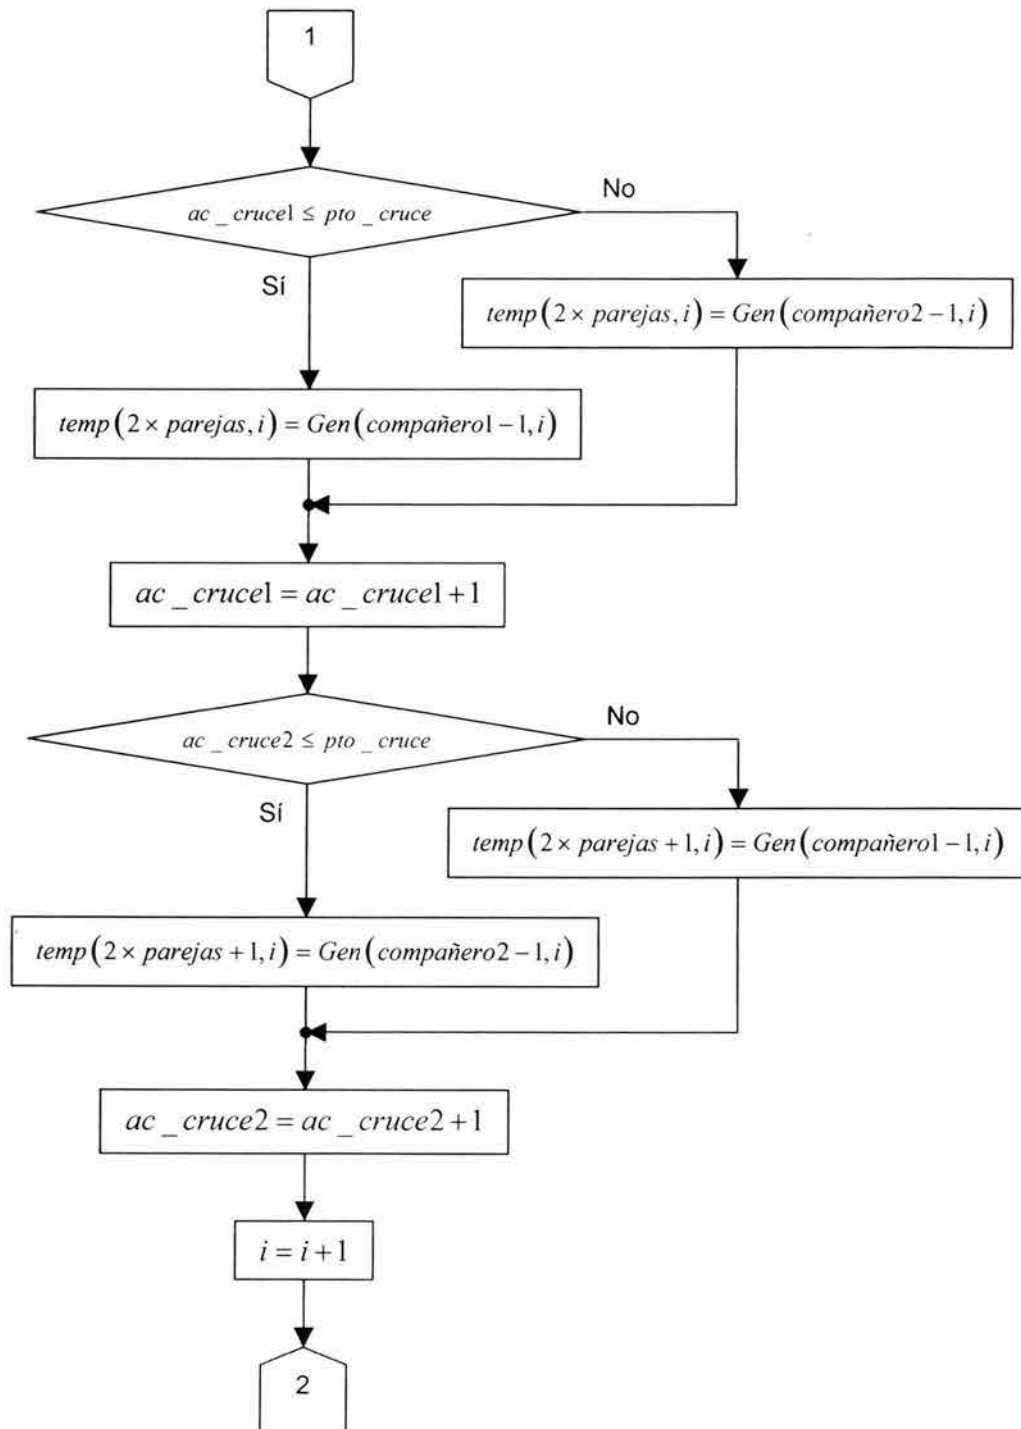 1
ac _ cruce1 ≤ pto _ cruce
No
Sí
temp(2 × parejas, i) = Gen(compañero2 − 1, i)
temp(2 × parejas, i) = Gen(compañero1 − 1, i)
ac _ cruce1 = ac _ cruce1 + 1
ac _ cruce2 ≤ pto _ cruce
No
Sí
temp(2 × parejas + 1, i) = Gen(compañero1 − 1, i)
temp(2 × parejas + 1, i) = Gen(compañero2 − 1, i)
ac _ cruce2 = ac _ cruce2 + 1
i = i + 1
2